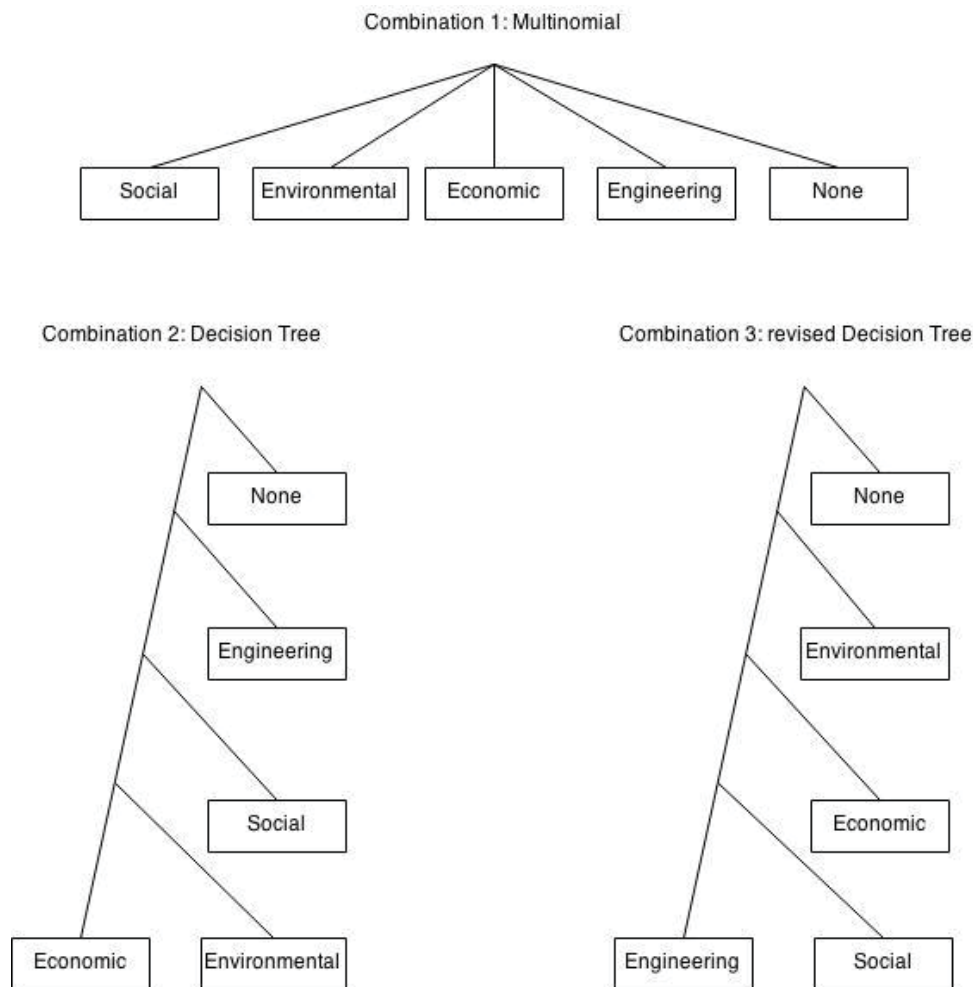 Combination 1: Multinomial
Social
Environmental
Economic
Engineering
None
Combination 2: Decision Tree
None
Engineering
Social
Economic
Environmental
Combination 3: revised Decision Tree
None
Environmental
Economic
Engineering
Social